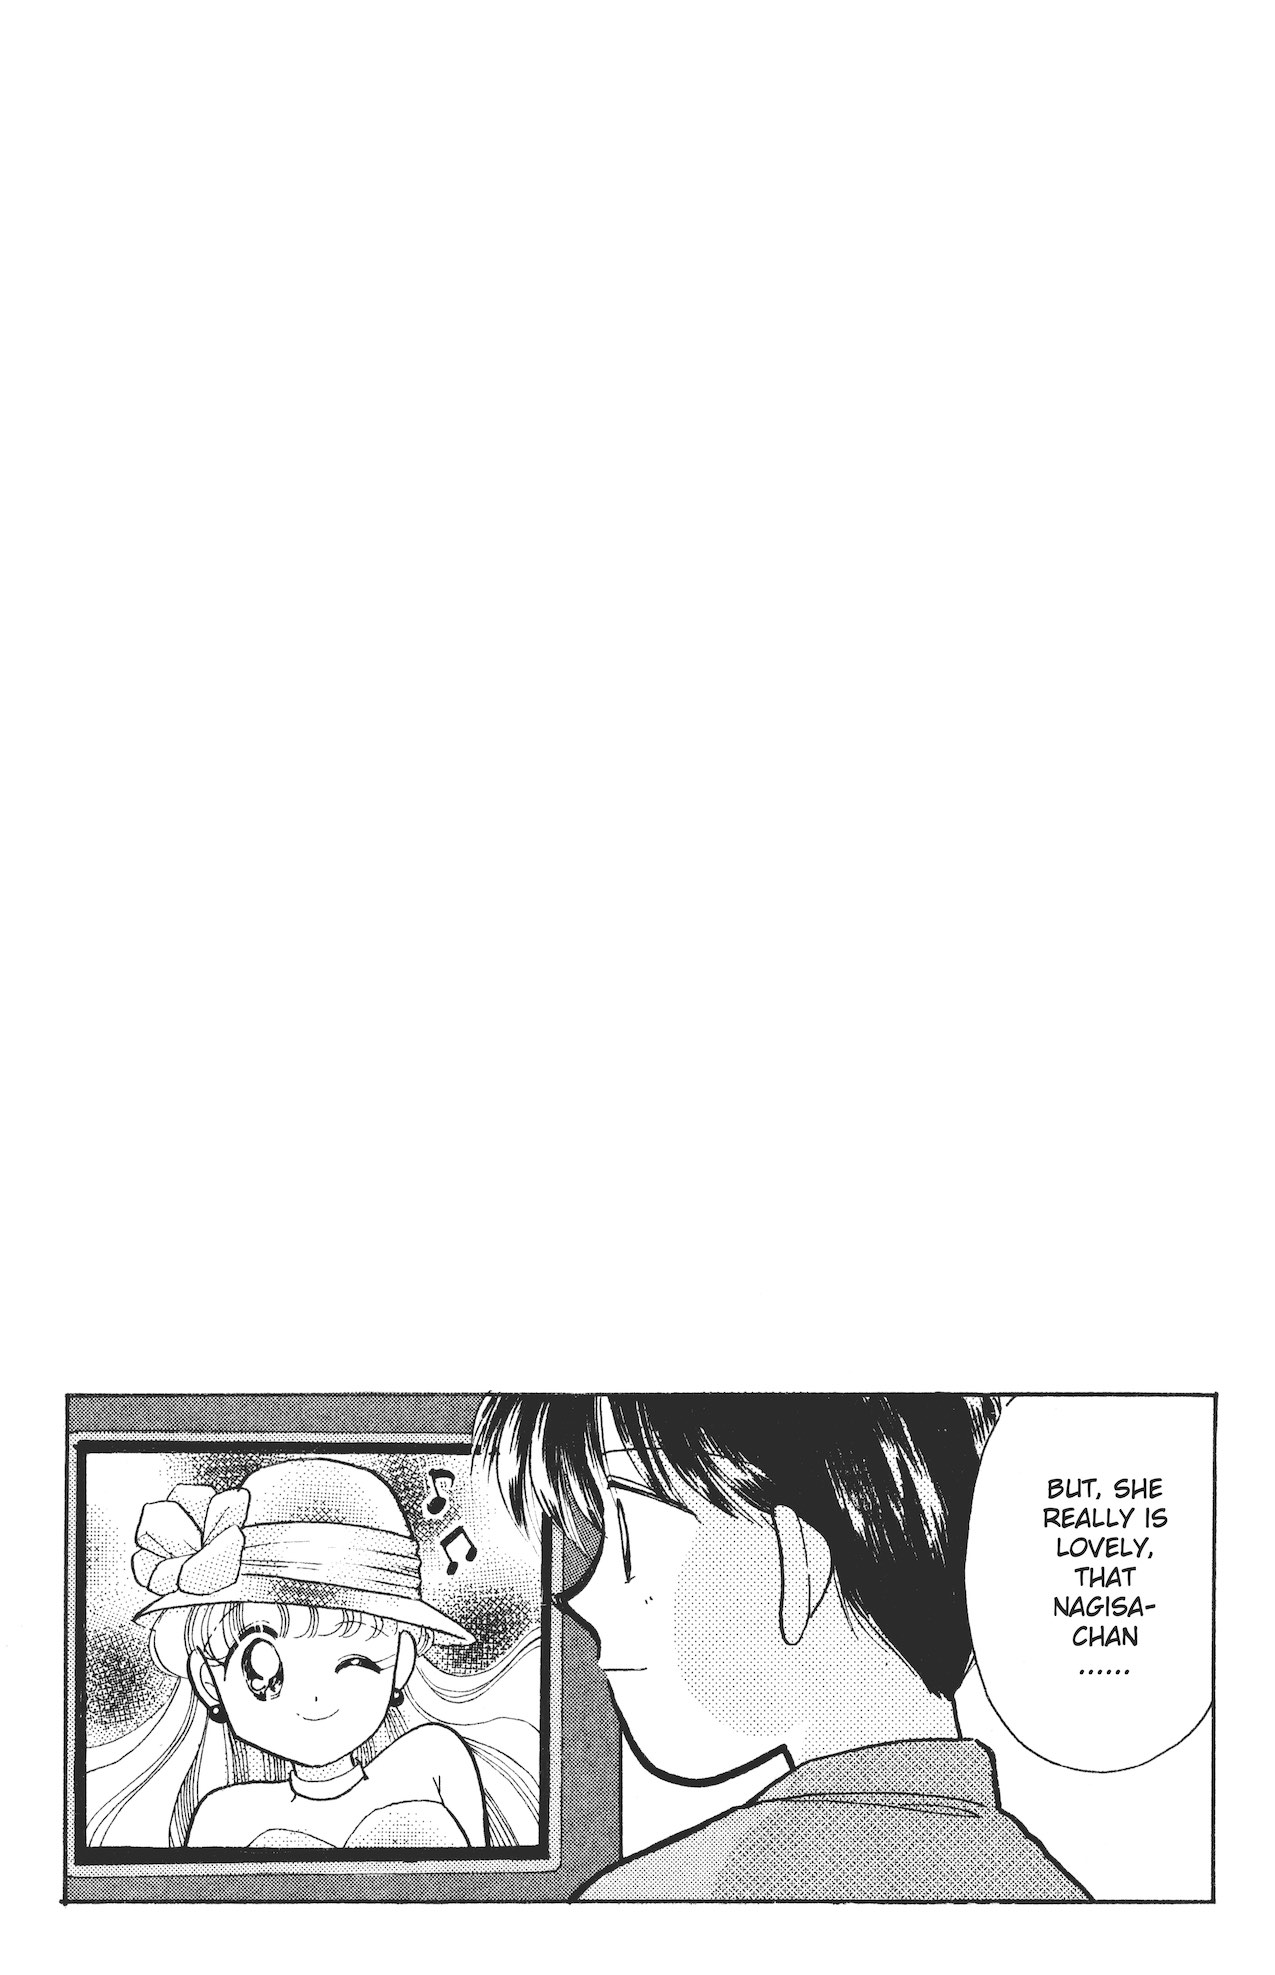 BUT, SHE
REALLY IS
LOVELY,
THAT
NAGISA-
CHAN
......